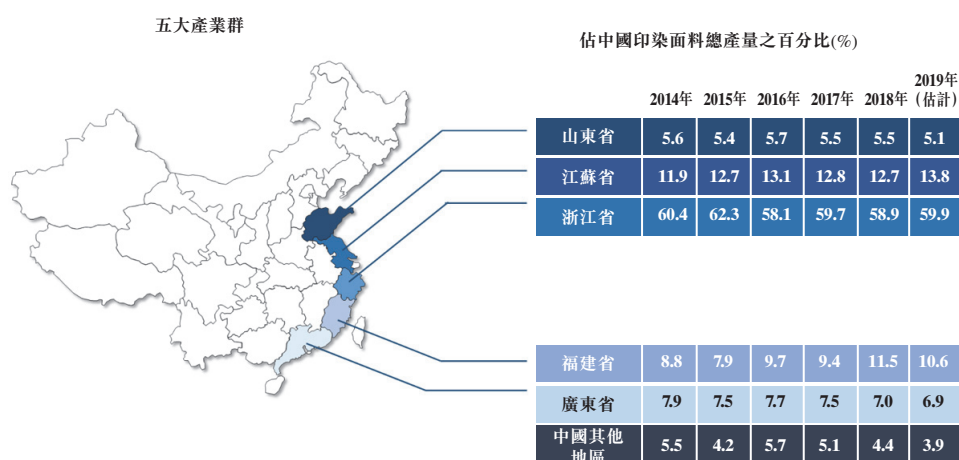 五大產業群
佔中國印染面料總產量之百分比(%)
2014年 2015年 2016年 2017年 2018年 2019年(估計)
山東省 5.6 5.4 5.7 5.5 5.5 5.1
江蘇省 11.9 12.7 13.1 12.8 12.7 13.8
浙江省 60.4 62.3 58.1 59.7 58.9 59.9
福建省 8.8 7.9 9.7 9.4 11.5 10.6
廣東省 7.9 7.5 7.7 7.5 7.0 6.9
中國其他
地區 5.5 4.2 5.7 5.1 4.4 3.9